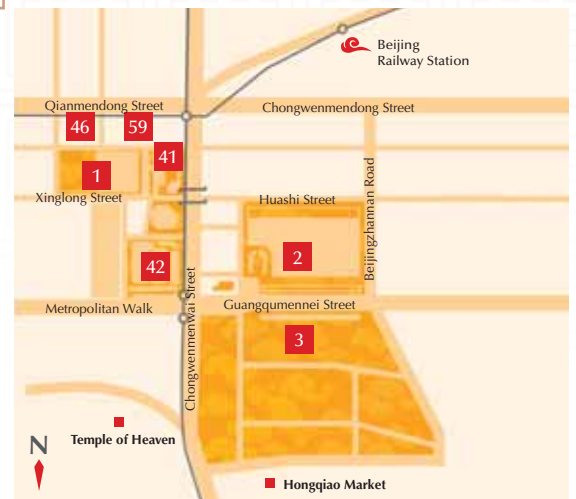 Beijing
Railway Station
Qianmendong Street
Chongwenmendong Street
46
59
41
1
Xinglong Street
Huashi Street
Beijingzhannan Road
2
42
Chongwenmenwai Street
Metropolitan Walk
Guangqumennei Street
3
Temple of Heaven
N
Hongqiao Market